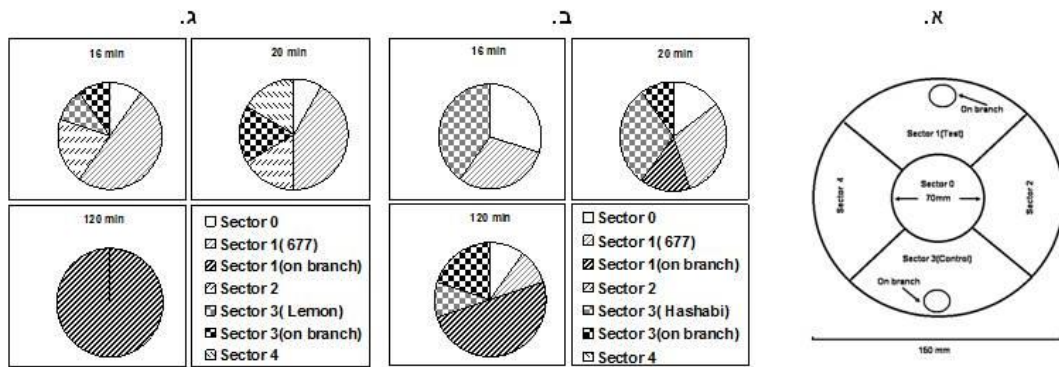 א.
ב.
ג.
On branch
Sector 1(Test)
Sector 4
Sector 0
70mm
Sector 2
Sector 3(Control)
On branch
150 mm
16 min
20 min
120 min
Sector 0
Sector 1( 677)
Sector 1(on branch)
Sector 2
Sector 3( Hashabi)
Sector 3(on branch)
Sector 4
16 min
20 min
120 min
Sector 0
Sector 1( 677)
Sector 1(on branch)
Sector 2
Sector 3( Lemon)
Sector 3(on branch)
Sector 4